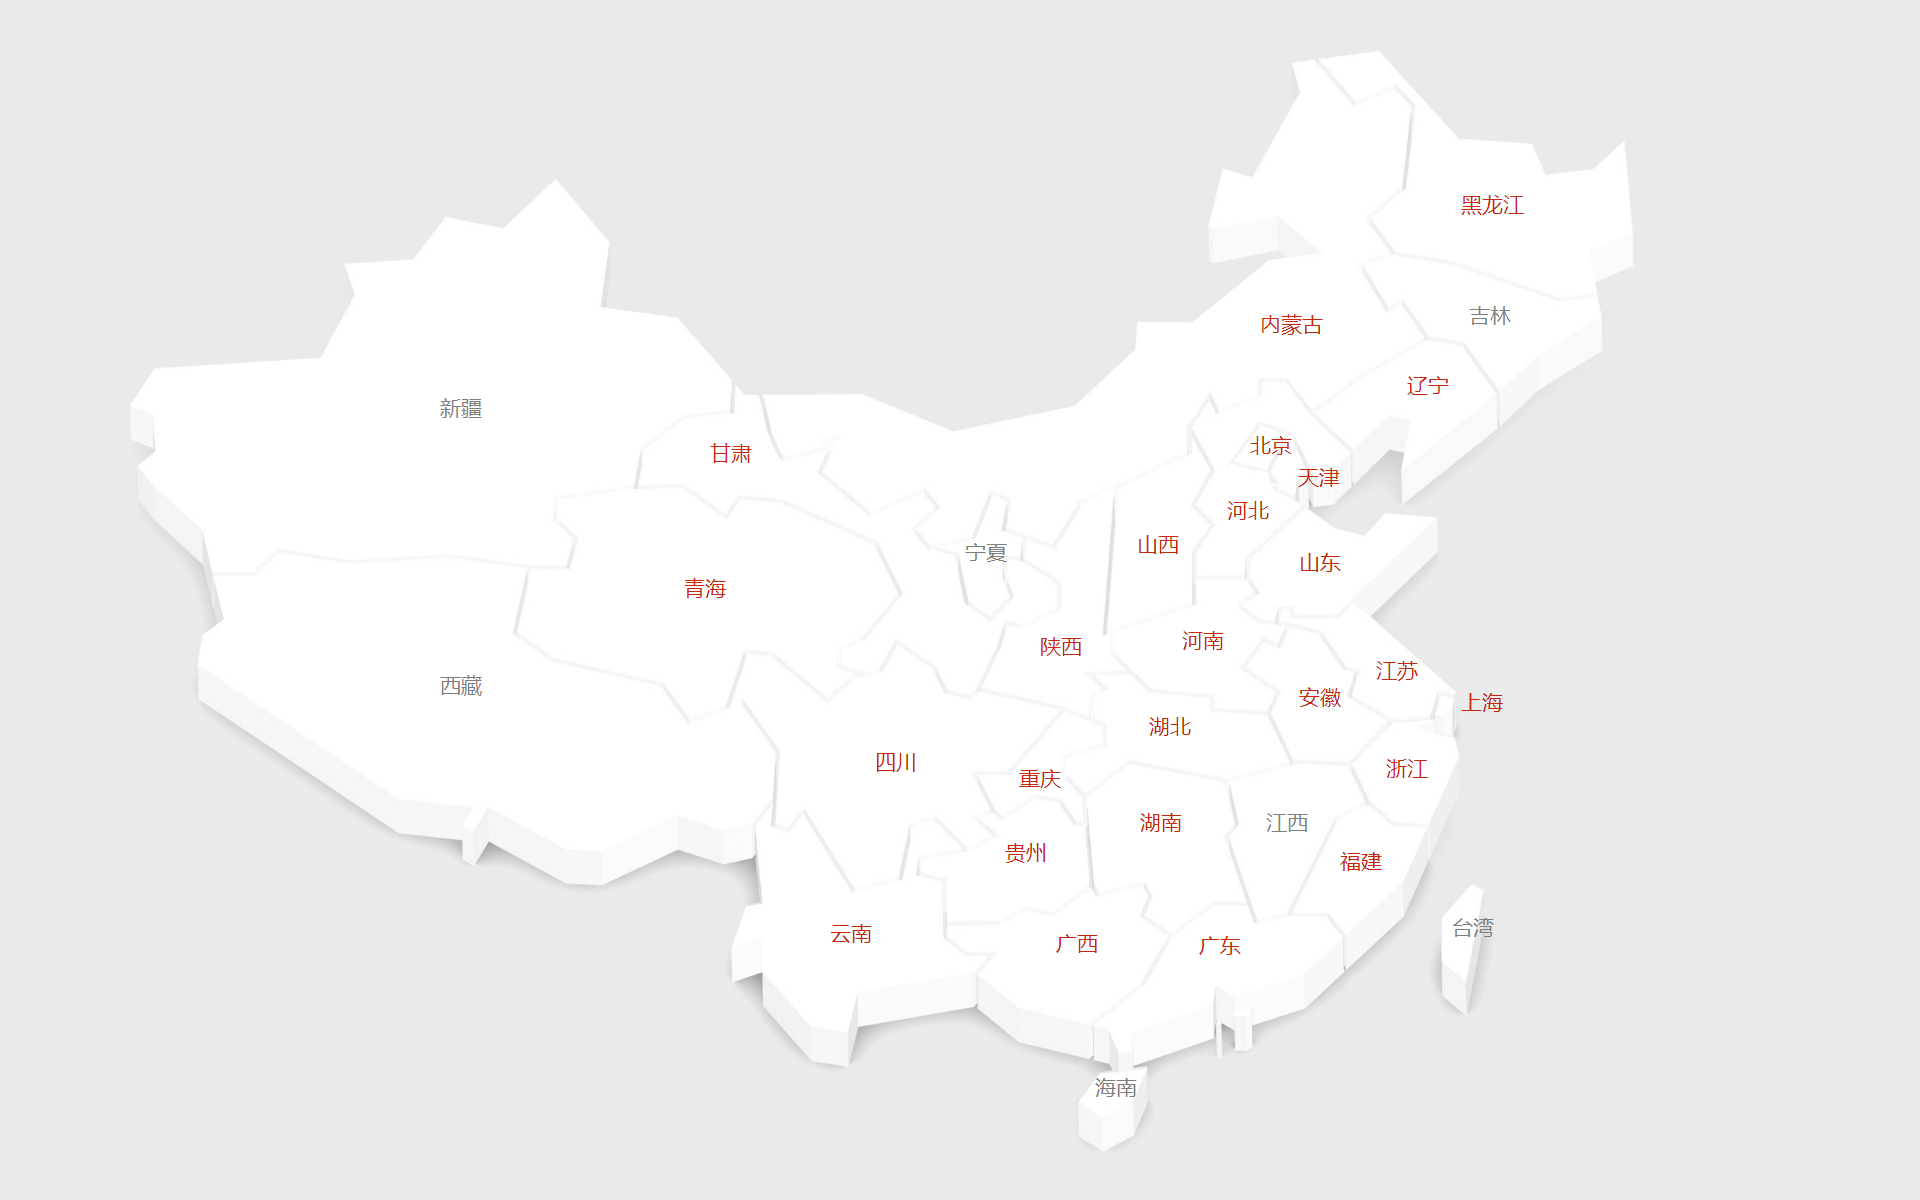 黑龙江
吉林
内蒙古
辽宁
新疆
北京
甘肃
天津
河北
山西
宁夏
山东
青海
河南
陕西
江苏
西藏
安徽
上海
湖北
四川
浙江
重庆
湖南
江西
贵州
福建
台湾
云南
广西
广东
海南